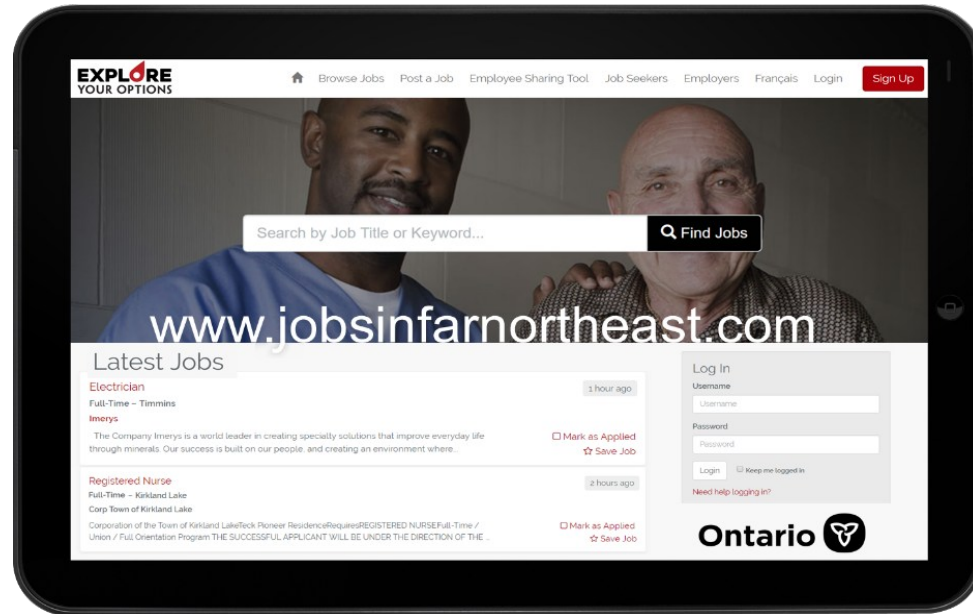 EXPLORE
YOUR OPTIONS
Browse Jobs Post a Job Employee Sharing Tool Job Seekers Employers Français Login Sign Up
Search by Job Title or Keyword... Find Jobs
www.jobsinfarnortheast.com
Latest Jobs
Electrician 1 hour ago
Full-Time – Timmins
Imerys
The Company Imerys is a world leader in creating specialty solutions that improve everyday life
through minerals. Our success is built on our people, and creating an environment where...
Mark as Applied
Save Job
Registered Nurse 2 hours ago
Full-Time – Kirkland Lake
Corp Town of Kirkland Lake
Corporation of the Town of Kirkland LakeTeck Pioneer ResidenceRequiresREGISTERED NURSEFull-Time /
Union / Full Orientation Program THE SUCCESSFUL APPLICANT WILL BE UNDER THE DIRECTION OF THE ...
Mark as Applied
Save Job
Log In
Username
Username
Password
Password
Login Keep me logged in
Need help logging in?
Ontario